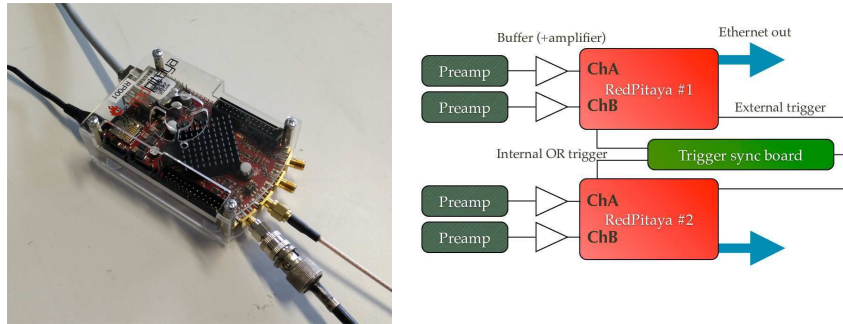 RP001
Buffer (+amplifier)
Ethernet out
Preamp
ChA
RedPitaya #1
Preamp
ChB
External trigger
Internal OR trigger
Trigger sync board
Preamp
ChA
RedPitaya #2
Preamp
ChB